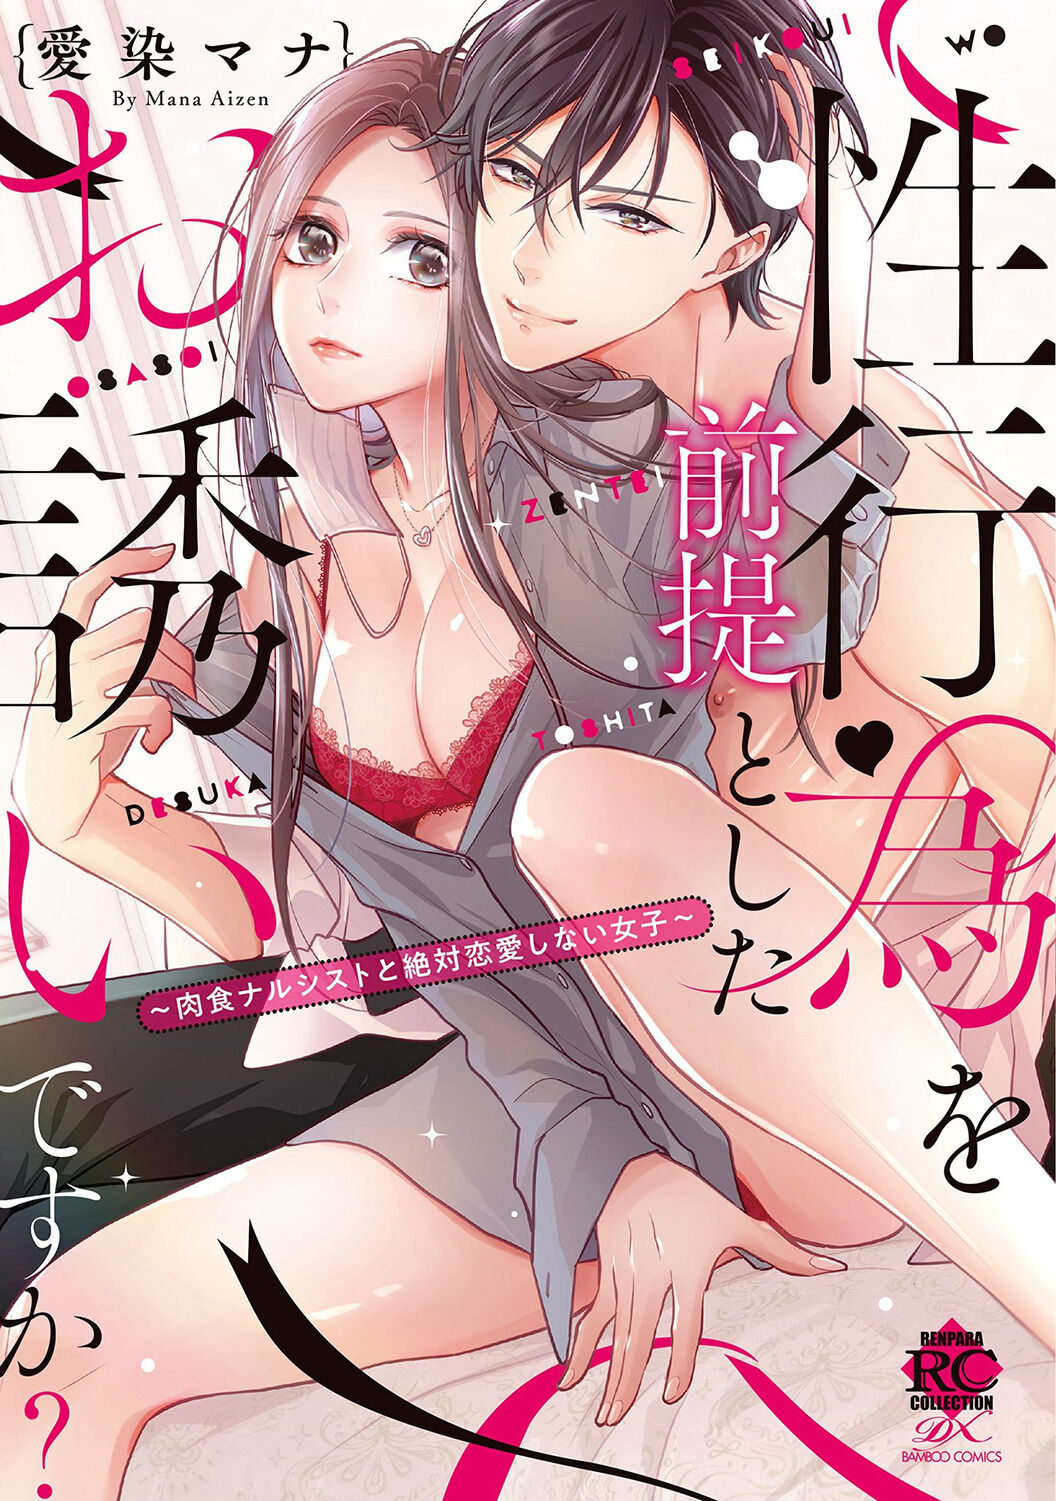 性行為を
SEIKOUI WO
前提とした
ZENTEI TOSHITA
お誘い
OSASOI
ですか?
DESUKA
~肉食ナルシストと絶対恋愛しない女子~
{愛染マナ}
By Mana Aizen
RENPARA
RC
COLLECTION
DX
BAMBOO COMICS